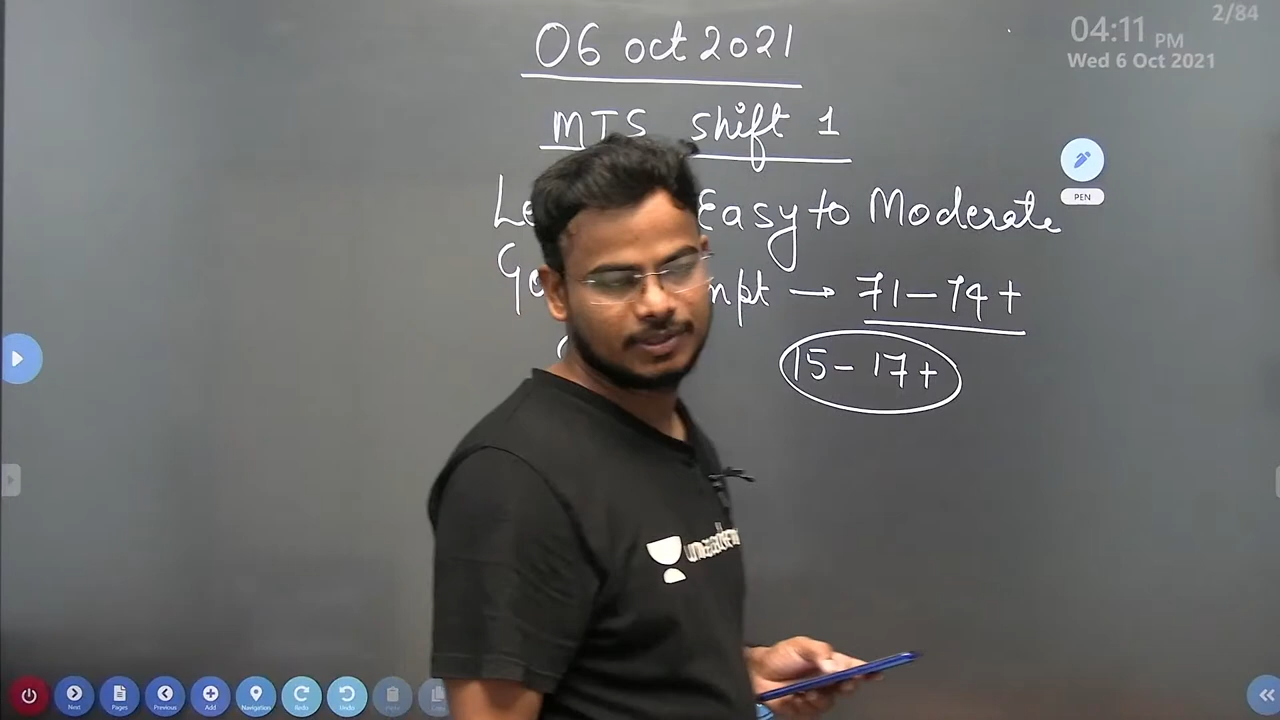 2/84
04:11 PM
Wed 6 Oct 2021
06 oct 2021
MTS shift 1
PEN
Easy to Moderate
→ 71-74+
15-17+
unacademy
Next
Pages
Previous
Add
Navigation
Redo
Undo